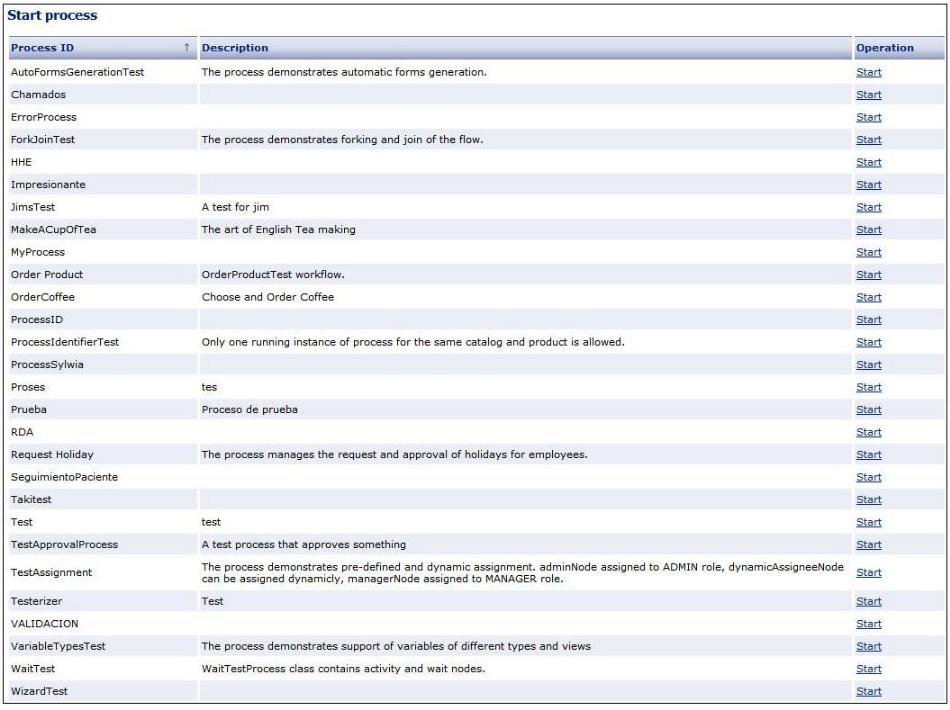 Start process
Process ID ↑ Description Operation
AutoFormsGenerationTest The process demonstrates automatic forms generation. Start
Chamados Start
ErrorProcess Start
ForkJoinTest The process demonstrates forking and join of the flow. Start
HHE Start
Impresionante Start
JimsTest A test for jim Start
MakeACupOfTea The art of English Tea making Start
MyProcess Start
Order Product OrderProductTest workflow. Start
OrderCoffee Choose and Order Coffee Start
ProcessID Start
ProcessIdentifierTest Only one running instance of process for the same catalog and product is allowed. Start
ProcessSylwia Start
Proses tes Start
Prueba Proceso de prueba Start
RDA Start
Request Holiday The process manages the request and approval of holidays for employees. Start
SeguimientoPaciente Start
Takitest Start
Test test Start
TestApprovalProcess A test process that approves something Start
TestAssignment The process demonstrates pre-defined and dynamic assignment. adminNode assigned to ADMIN role, dynamicAssigneeNode
can be assigned dynamicly, managerNode assigned to MANAGER role. Start
Testerizer Test Start
VALIDACION Start
VariableTypesTest The process demonstrates support of variables of different types and views Start
WaitTest WaitTestProcess class contains activity and wait nodes. Start
WizardTest Start